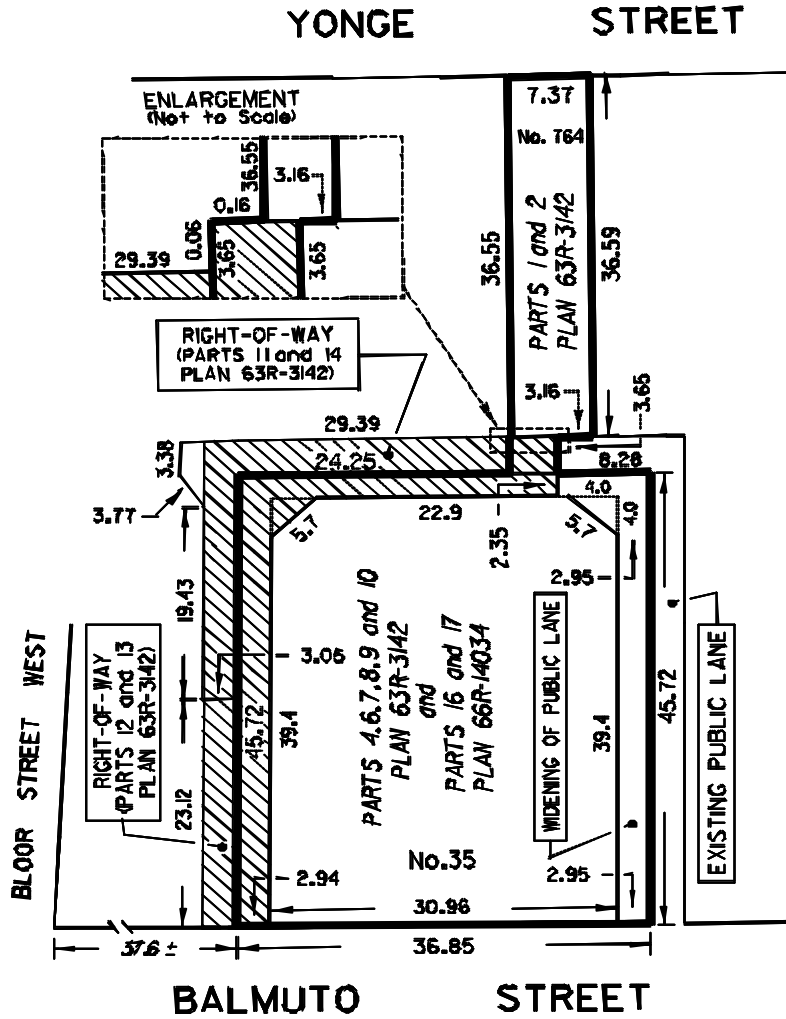 YONGE STREET
ENLARGEMENT
(Not to Scale)
36.55
3.16
0.16
0.06
3.65
3.65
29.39
7.37
No. 764
36.55
PARTS 1 and 2
PLAN 63R-3142
36.59
3.16
3.65
RIGHT-OF-WAY
(PARTS 11 and 14
PLAN 63R-3142)
29.39
24.25
8.28
3.38
3.77
5.7
22.9
2.35
5.7
4.0
4.0
2.95
19.43
3.05
23.12
45.72
39.4
PARTS 4,6,7,8,9 and 10
PLAN 63R-3142
and
PARTS 16 and 17
PLAN 66R-14034
39.4
45.72
a
b
WIDENING OF PUBLIC LANE
EXISTING PUBLIC LANE
BLOOR STREET WEST
RIGHT-OF-WAY
(PARTS 12 and 13
PLAN 63R-3142)
No.35
2.94
2.95
30.96
37.6 ±
36.85
BALMUTO STREET